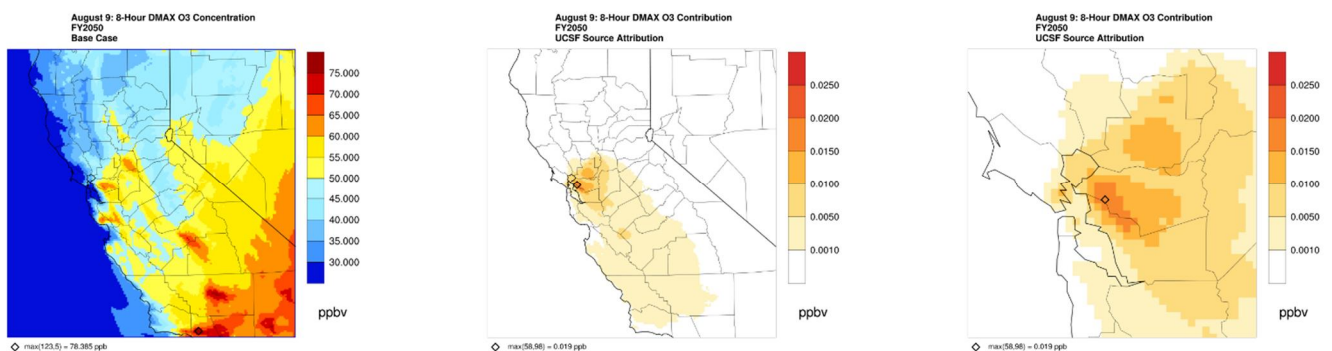 August 9: 8-Hour DMAX O3 Concentration
FY2050
Base Case
75.000
70.000
65.000
60.000
55.000
50.000
45.000
40.000
35.000
30.000
ppbv
max(123,5) = 78.385 ppb
August 9: 8-Hour DMAX O3 Contribution
FY2050
UCSF Source Attribution
0.0250
0.0200
0.0150
0.0100
0.0050
0.0010
ppbv
max(58,98) = 0.019 ppb
August 9: 8-Hour DMAX O3 Contribution
FY2050
UCSF Source Attribution
0.0250
0.0200
0.0150
0.0100
0.0050
0.0010
ppbv
max(58,98) = 0.019 ppb